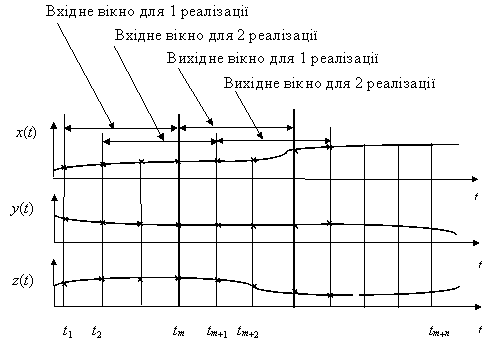 Вхідне вікно для 1 реалізації
Вхідне вікно для 2 реалізації
Вихідне вікно для 1 реалізації
Вихідне вікно для 2 реалізації
x(t)
t
y(t)
t
z(t)
t
t1 t2 tm tm+1 tm+2 tm+n